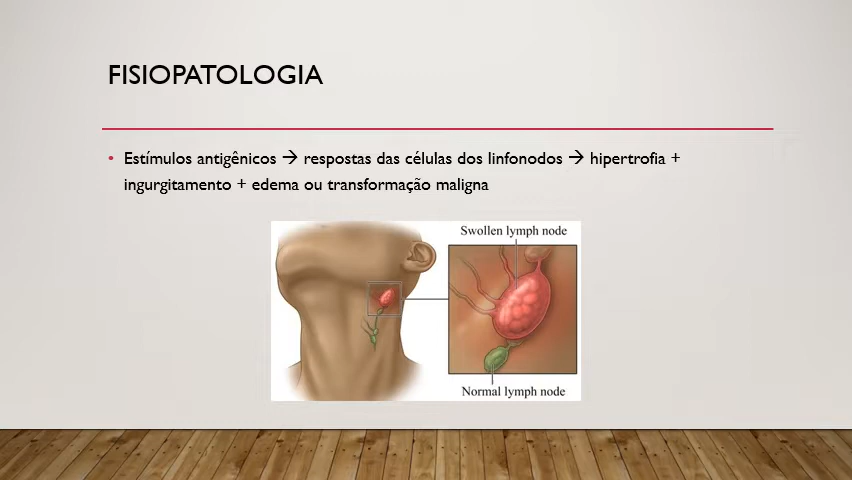 FISIOPATOLOGIA
• Estímulos antigênicos → respostas das células dos linfonodos → hipertrofia +
ingurgitamento + edema ou transformação maligna
Swollen lymph node
Normal lymph node